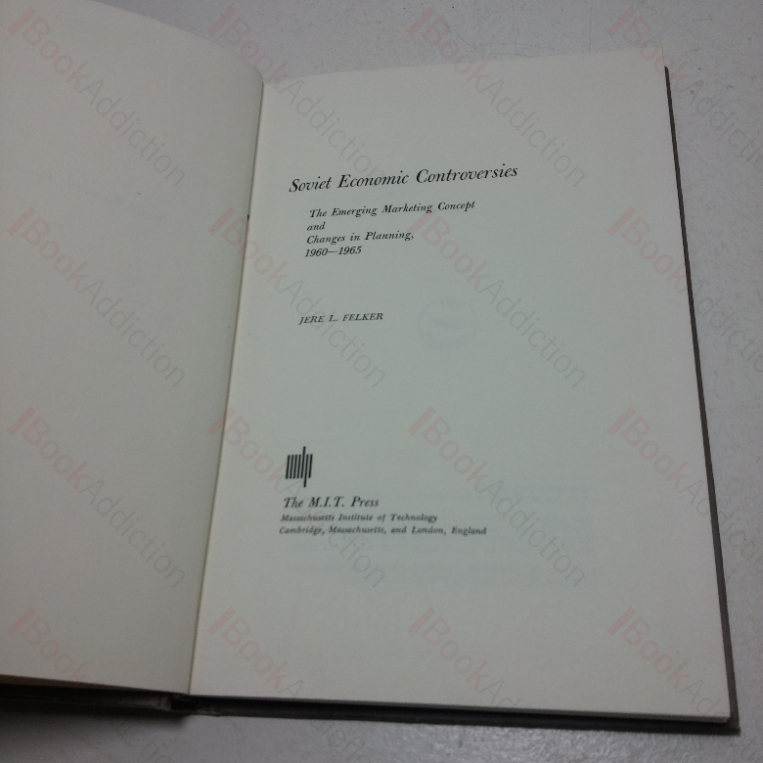 Soviet Economic Controversies
The Emerging Marketing Concept
and
Changes in Planning,
1960—1965
JERE L. FELKER
The M.I.T. Press
Massachusetts Institute of Technology
Cambridge, Massachusetts, and London, England
BookAddiction